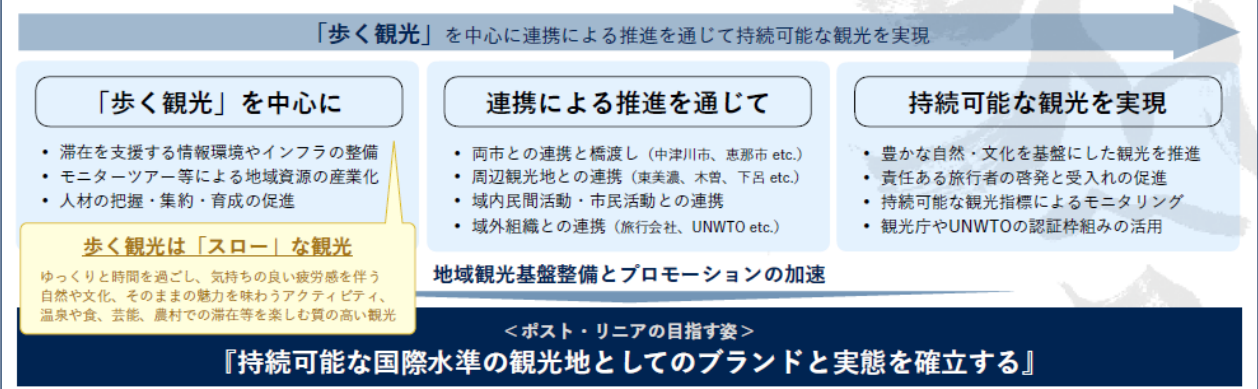 「歩く観光」を中心に連携による推進を通じて持続可能な観光を実現
「歩く観光」を中心に
• 滞在を支援する情報環境やインフラの整備
• モニターツアー等による地域資源の産業化
• 人材の把握・集約・育成の促進
歩く観光は「スロー」な観光
ゆっくりと時間を過ごし、気持ちの良い疲労感を伴う
自然や文化、そのままの魅力を味わうアクティビティ、
温泉や食、芸能、農村での滞在等を楽しむ質の高い観光
連携による推進を通じて
• 両市との連携と橋渡し（中津川市、恵那市 etc.）
• 周辺観光地との連携（東美濃、木曽、下呂 etc.）
• 域内民間活動・市民活動との連携
• 域外組織との連携（旅行会社、UNWTO etc.）
持続可能な観光を実現
• 豊かな自然・文化を基盤にした観光を推進
• 責任ある旅行者の啓発と受入れの促進
• 持続可能な観光指標によるモニタリング
• 観光庁やUNWTOの認証枠組みの活用
地域観光基盤整備とプロモーションの加速
＜ポスト・リニアの目指す姿＞
『持続可能な国際水準の観光地としてのブランドと実態を確立する』